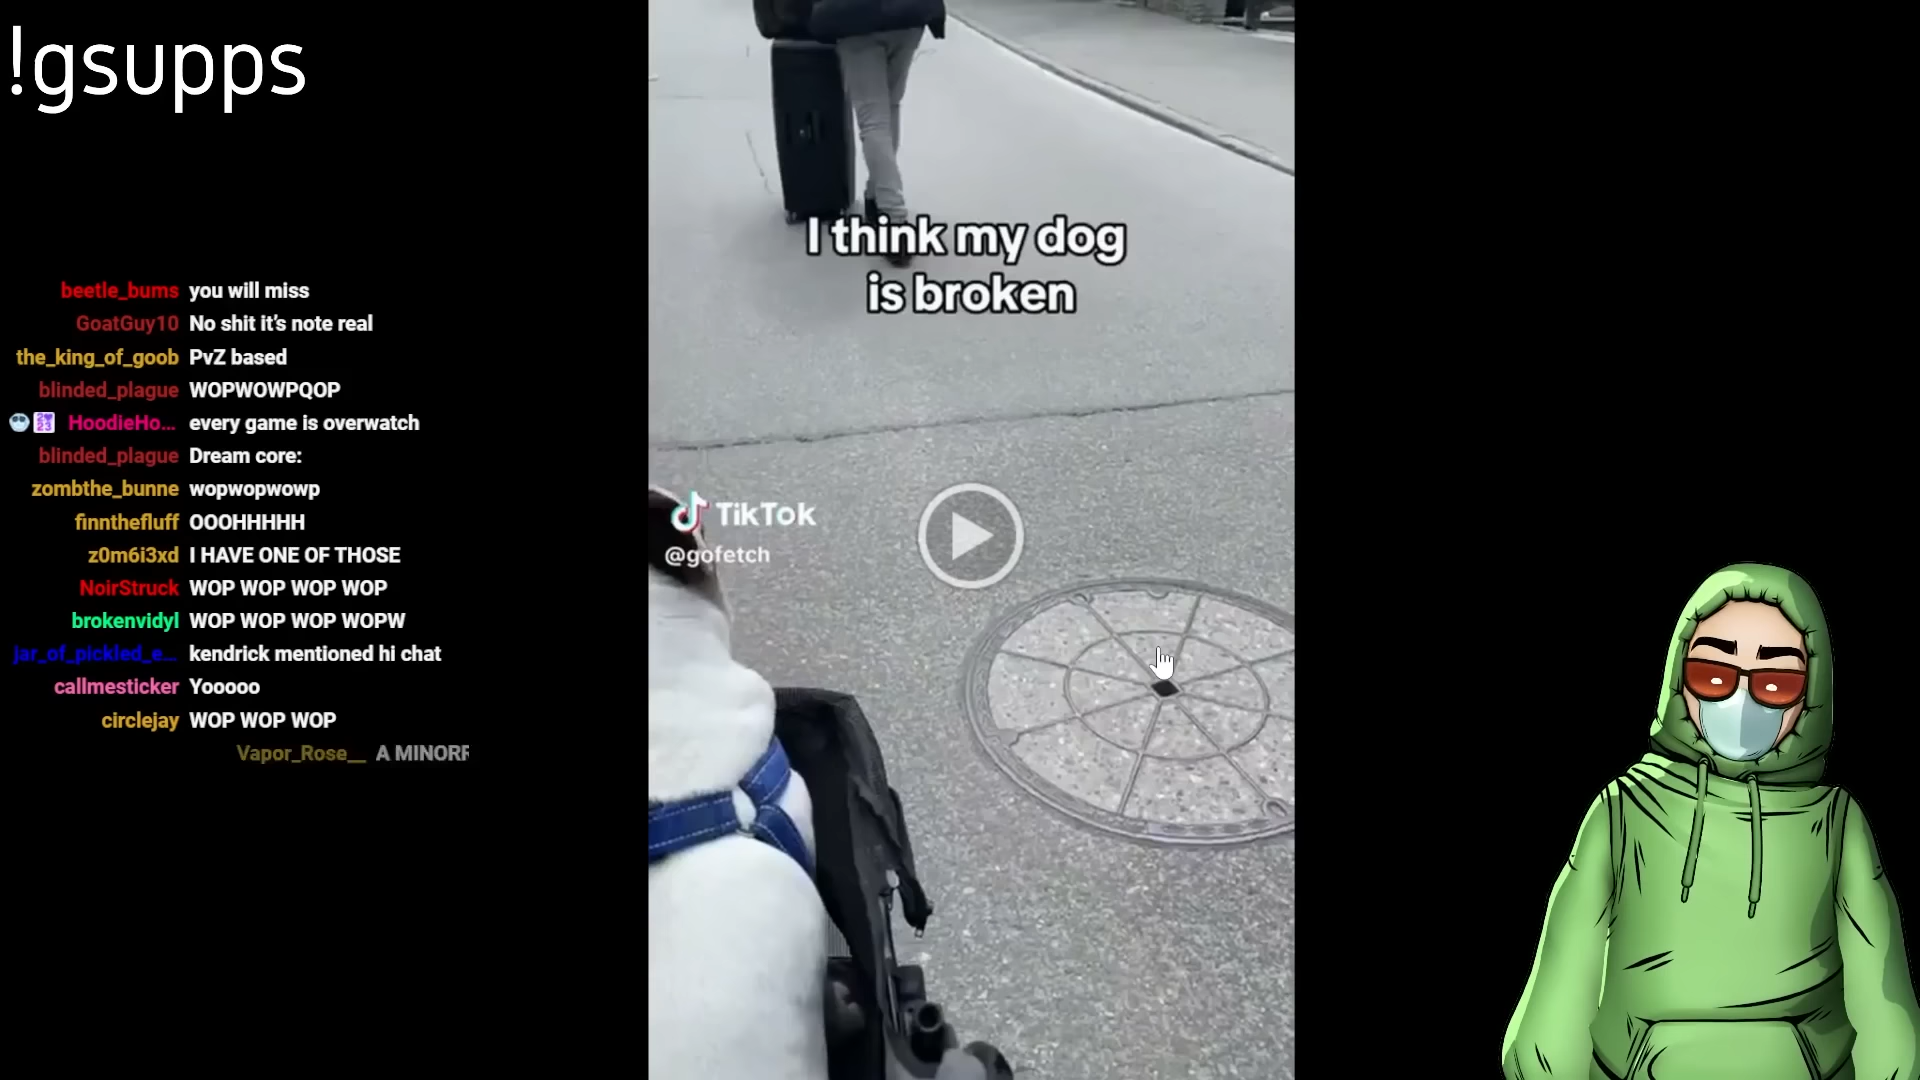 !gsupps
beetle_bums you will miss
GoatGuy10 No shit it's note real
the_king_of_goob PvZ based
blinded_plague WOPWOWPQOP
HoodieHo... every game is overwatch
blinded_plague Dream core:
zombthe_bunne wopwopwowp
finnthefluff OOOHHHHH
z0m6i3xd I HAVE ONE OF THOSE
NoirStruck WOP WOP WOP WOP
brokenvidyl WOP WOP WOP WOPW
jar_of_pickled_e... kendrick mentioned hi chat
callmesticker Yooooo
circlejay WOP WOP WOP
Vapor_Rose__ A MINORR
I think my dog
is broken
TikTok
@gofetch